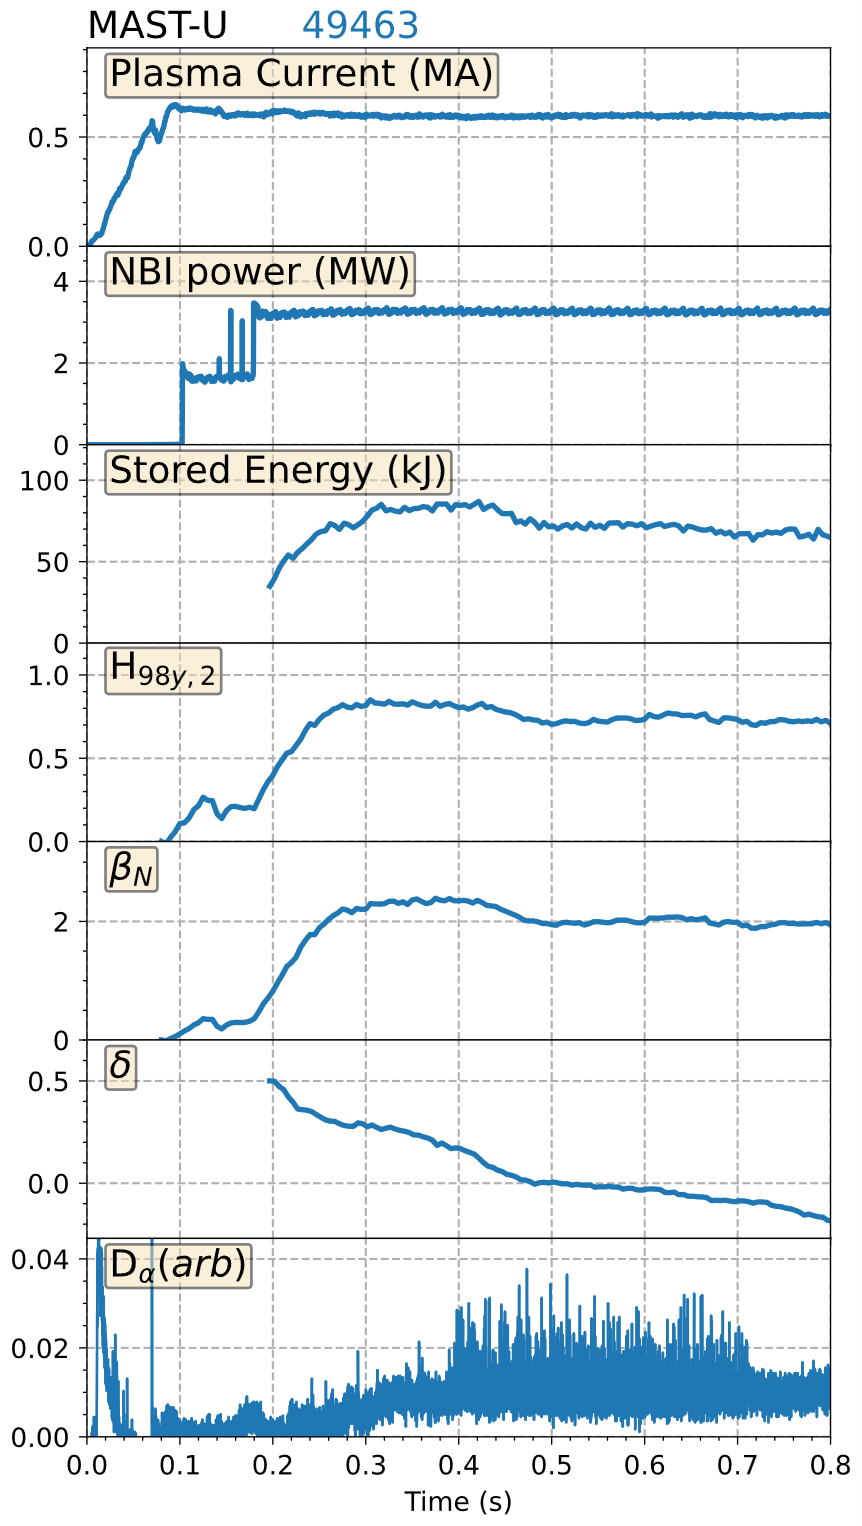 MAST-U 49463
Plasma Current (MA)
0.5
0.0
NBI power (MW)
4
2
0
Stored Energy (kJ)
100
50
0
H98y, 2
1.0
0.5
0.0
βN
2
0
δ
0.5
0.0
Dα(arb)
0.04
0.02
0.00
0.0 0.1 0.2 0.3 0.4 0.5 0.6 0.7 0.8
Time (s)